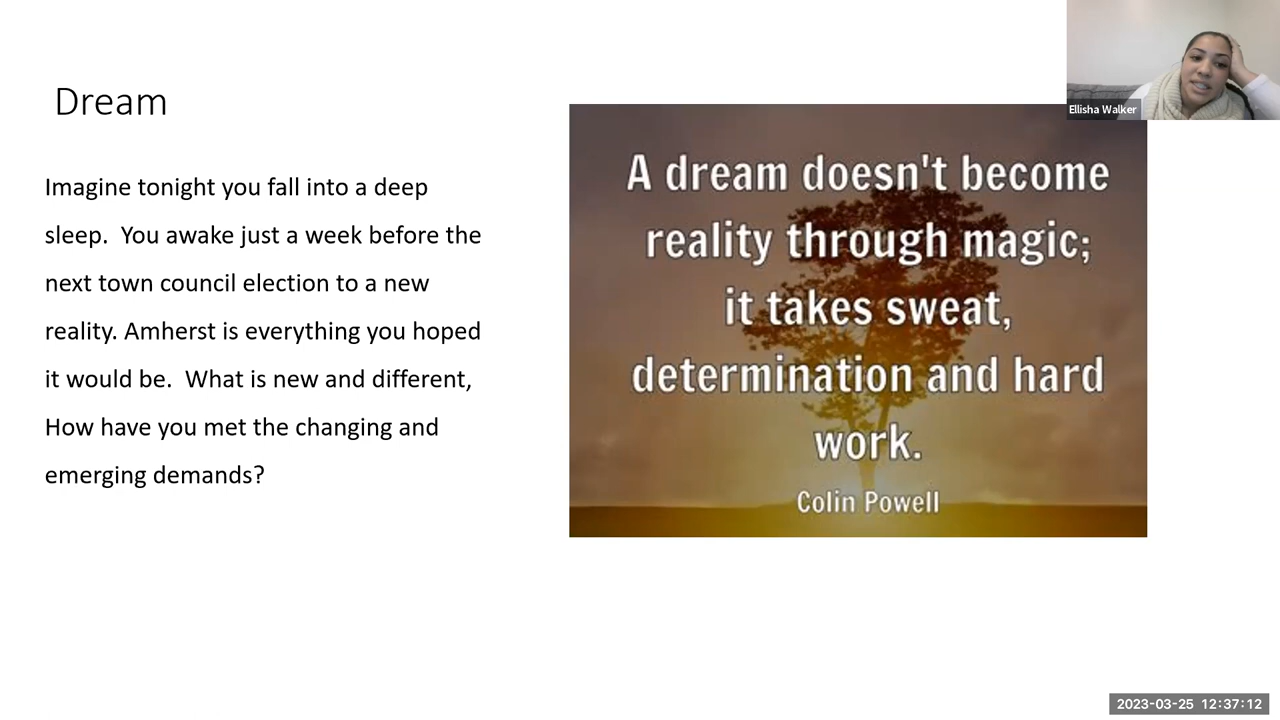 Dream
Imagine tonight you fall into a deep
sleep.  You awake just a week before the
next town council election to a new
reality. Amherst is everything you hoped
it would be.  What is new and different,
How have you met the changing and
emerging demands?
A dream doesn't become
reality through magic;
it takes sweat,
determination and hard
work.
Colin Powell
Ellisha Walker
2023-03-25 12:37:12